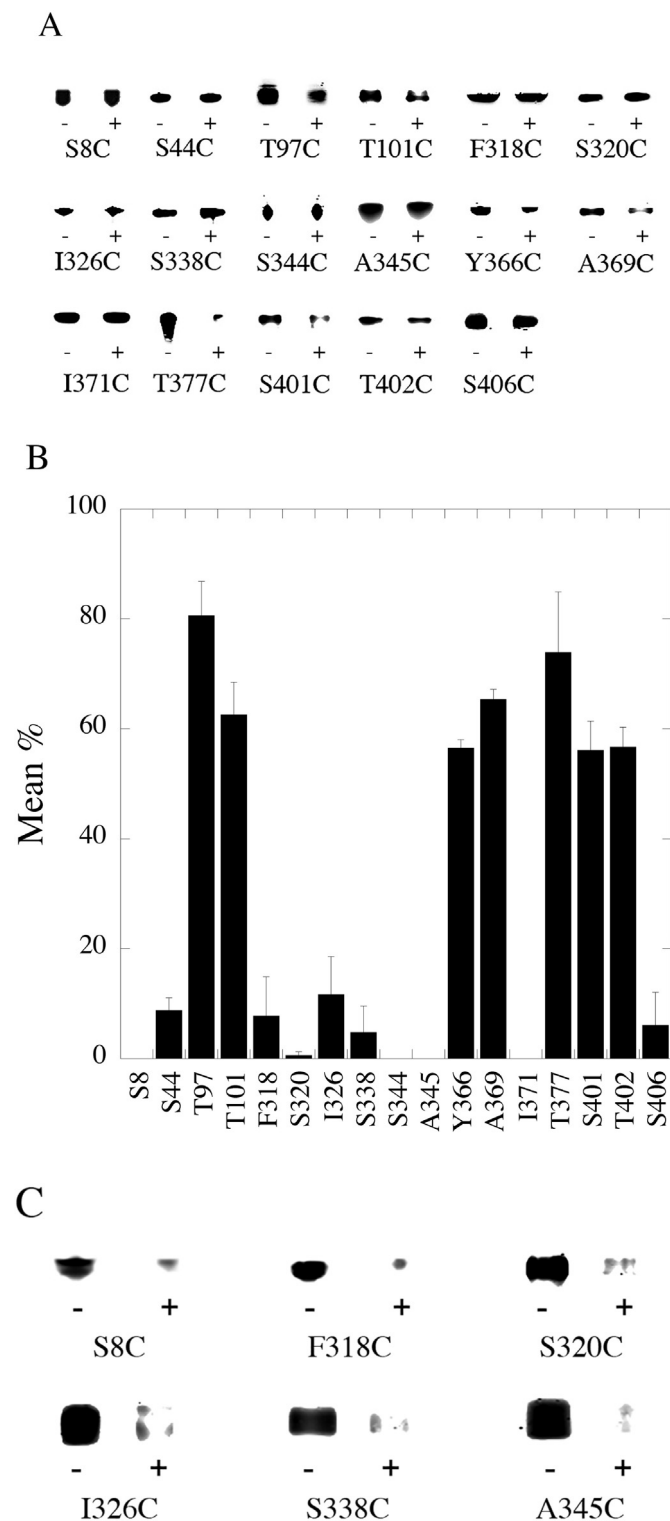 A
- + - + - + - + - + - +
S8C S44C T97C T101C F318C S320C
- + - + - + - + - + - +
I326C S338C S344C A345C Y366C A369C
- + - + - + - + - +
I371C T377C S401C T402C S406C
B
100
80
60
40
20
0
Mean %
S8 S44 T97 T101 F318 S320 I326 S338 S344 A345 Y366 A369 I371 T377 S401 T402 S406
C
- + - + - +
S8C F318C S320C
- + - + - +
I326C S338C A345C